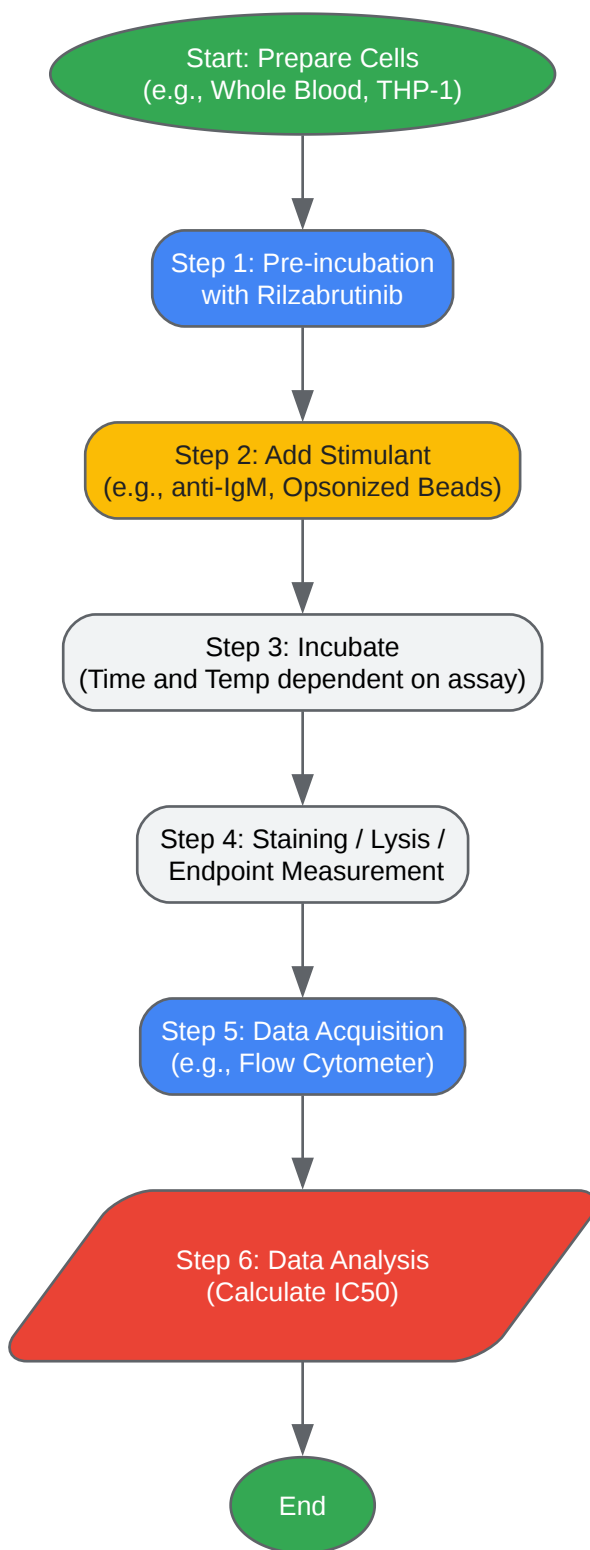 Start: Prepare Cells
(e.g., Whole Blood, THP-1)
Step 1: Pre-incubation
with Rilzabrutinib
Step 2: Add Stimulant
(e.g., anti-IgM, Opsonized Beads)
Step 3: Incubate
(Time and Temp dependent on assay)
Step 4: Staining / Lysis /
Endpoint Measurement
Step 5: Data Acquisition
(e.g., Flow Cytometer)
Step 6: Data Analysis
(Calculate IC50)
End